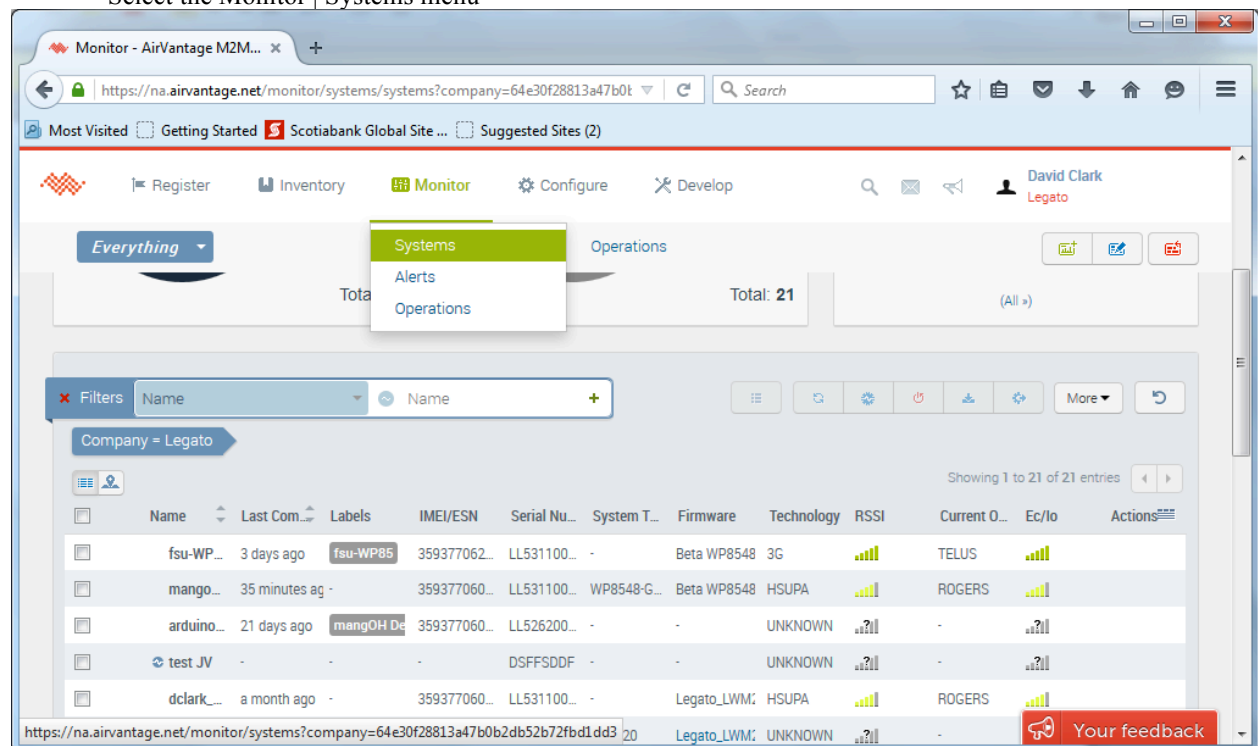 Select the Monitor | Systems menu
Monitor - AirVantage M2M... × +
https://na.airvantage.net/monitor/systems/systems?company=64e30f28813a47b0b
Search
Most Visited Getting Started Scotiabank Global Site ... Suggested Sites (2)
Register Inventory Monitor Configure Develop
David Clark
Legato
Everything
Systems
Alerts
Operations
Operations
Tota
Total: 21
(All »)
Filters Name Name +
More
Company = Legato
Showing 1 to 21 of 21 entries
Name Last Com... Labels IMEI/ESN Serial Nu... System T... Firmware Technology RSSI Current O... Ec/Io Actions
fsu-WP... 3 days ago fsu-WP85 359377062... LL531100... - Beta WP8548 3G TELUS
mango... 35 minutes ag - 359377060... LL531100... WP8548-G... Beta WP8548 HSUPA ROGERS
arduino... 21 days ago mangOH De 359377060... LL526200... - - UNKNOWN ? - ?
test JV - - - DSFFSDDF - - UNKNOWN ? - ?
dclark_... a month ago - 359377060... LL531100... - Legato_LWM2 HSUPA ROGERS
https://na.airvantage.net/monitor/systems?company=64e30f28813a47b0b2db52b72fbd1dd3 20 Legato_LWM2 UNKNOWN ? -
Your feedback